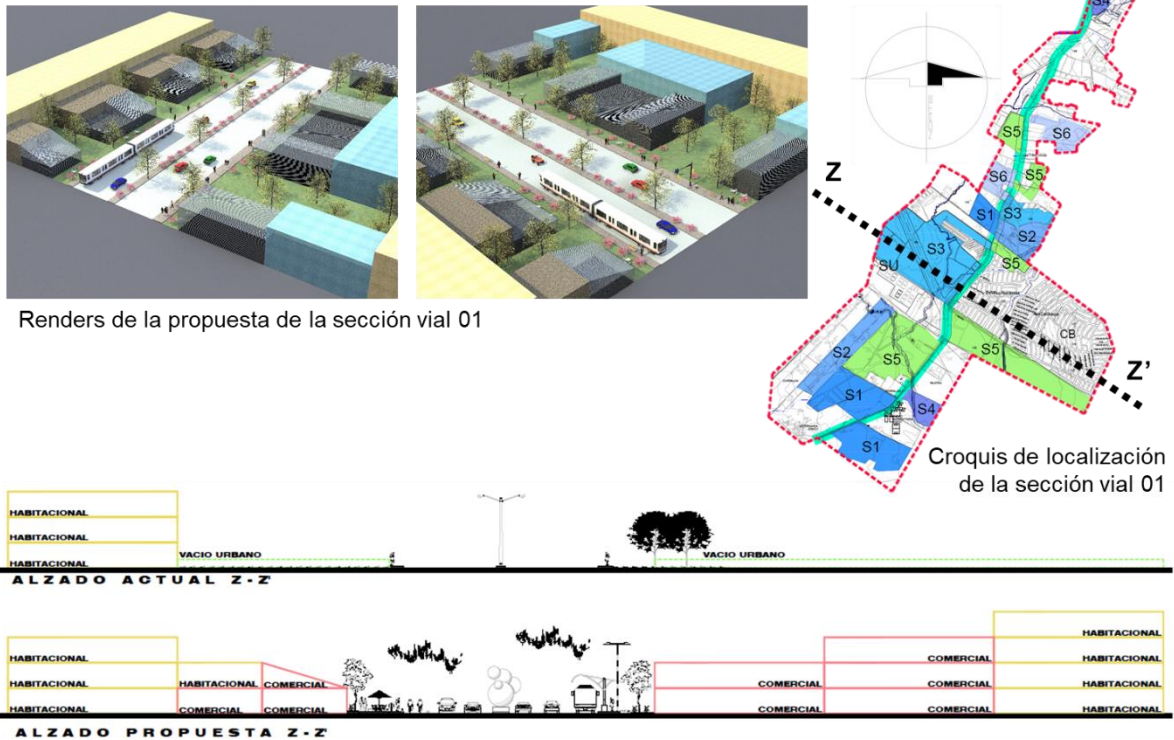 Renders de la propuesta de la sección vial 01
NORTE
S4
S5
S6
S6
S5
Z
S1
S3
S2
S3
SU
S5
CB
S2
S5
S5
Z'
S1
S4
S1
Croquis de localización
de la sección vial 01
HABITACIONAL
HABITACIONAL
HABITACIONAL
VACIO URBANO
VACIO URBANO
ALZADO ACTUAL Z-Z'
HABITACIONAL
HABITACIONAL
COMERCIAL
HABITACIONAL
HABITACIONAL
HABITACIONAL
COMERCIAL
COMERCIAL
HABITACIONAL
HABITACIONAL
COMERCIAL
COMERCIAL
COMERCIAL
COMERCIAL
HABITACIONAL
ALZADO PROPUESTA Z-Z'